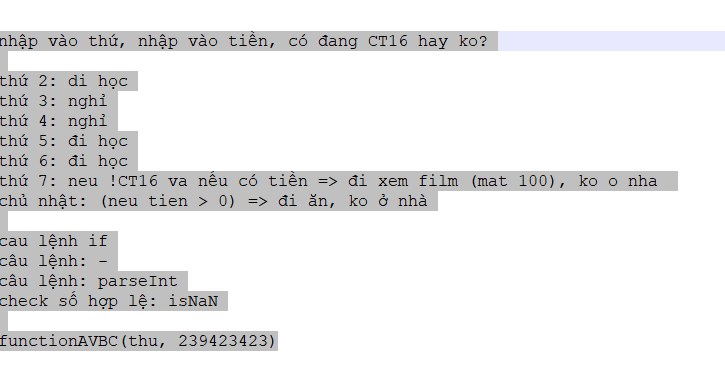 nhập vào thứ, nhập vào tiền, có đang CT16 hay ko?
thứ 2: di học
thứ 3: nghỉ
thứ 4: nghỉ
thứ 5: đi học
thứ 6: đi học
thứ 7: neu !CT16 va nếu có tiền => đi xem film (mat 100), ko o nha
chủ nhật: (neu tien > 0) => đi ăn, ko ở nhà
cau lệnh if
câu lệnh: -
câu lệnh: parseInt
check số hợp lệ: isNaN
functionAVBC(thu, 239423423)